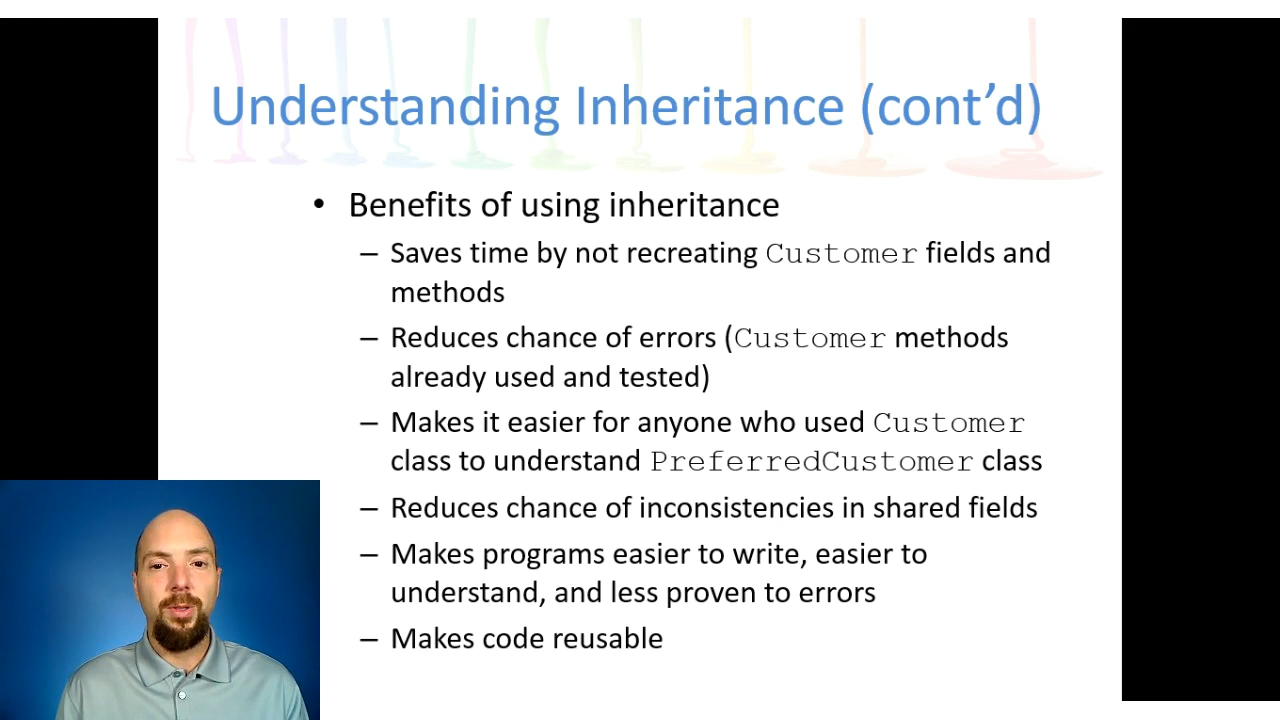 Understanding Inheritance (cont’d)
• Benefits of using inheritance
– Saves time by not recreating Customer fields and
methods
– Reduces chance of errors (Customer methods
already used and tested)
– Makes it easier for anyone who used Customer
class to understand PreferredCustomer class
– Reduces chance of inconsistencies in shared fields
– Makes programs easier to write, easier to
understand, and less proven to errors
– Makes code reusable